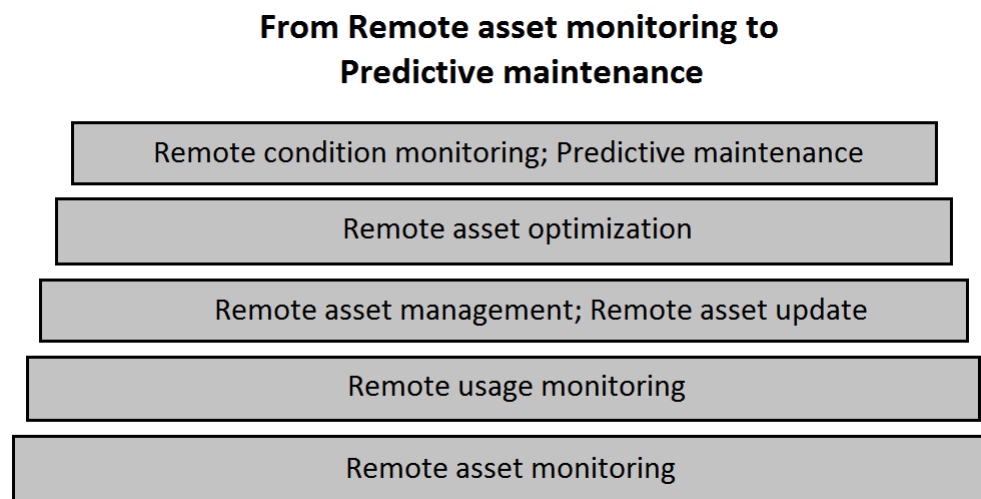 From Remote asset monitoring to
Predictive maintenance
Remote condition monitoring; Predictive maintenance
Remote asset optimization
Remote asset management; Remote asset update
Remote usage monitoring
Remote asset monitoring